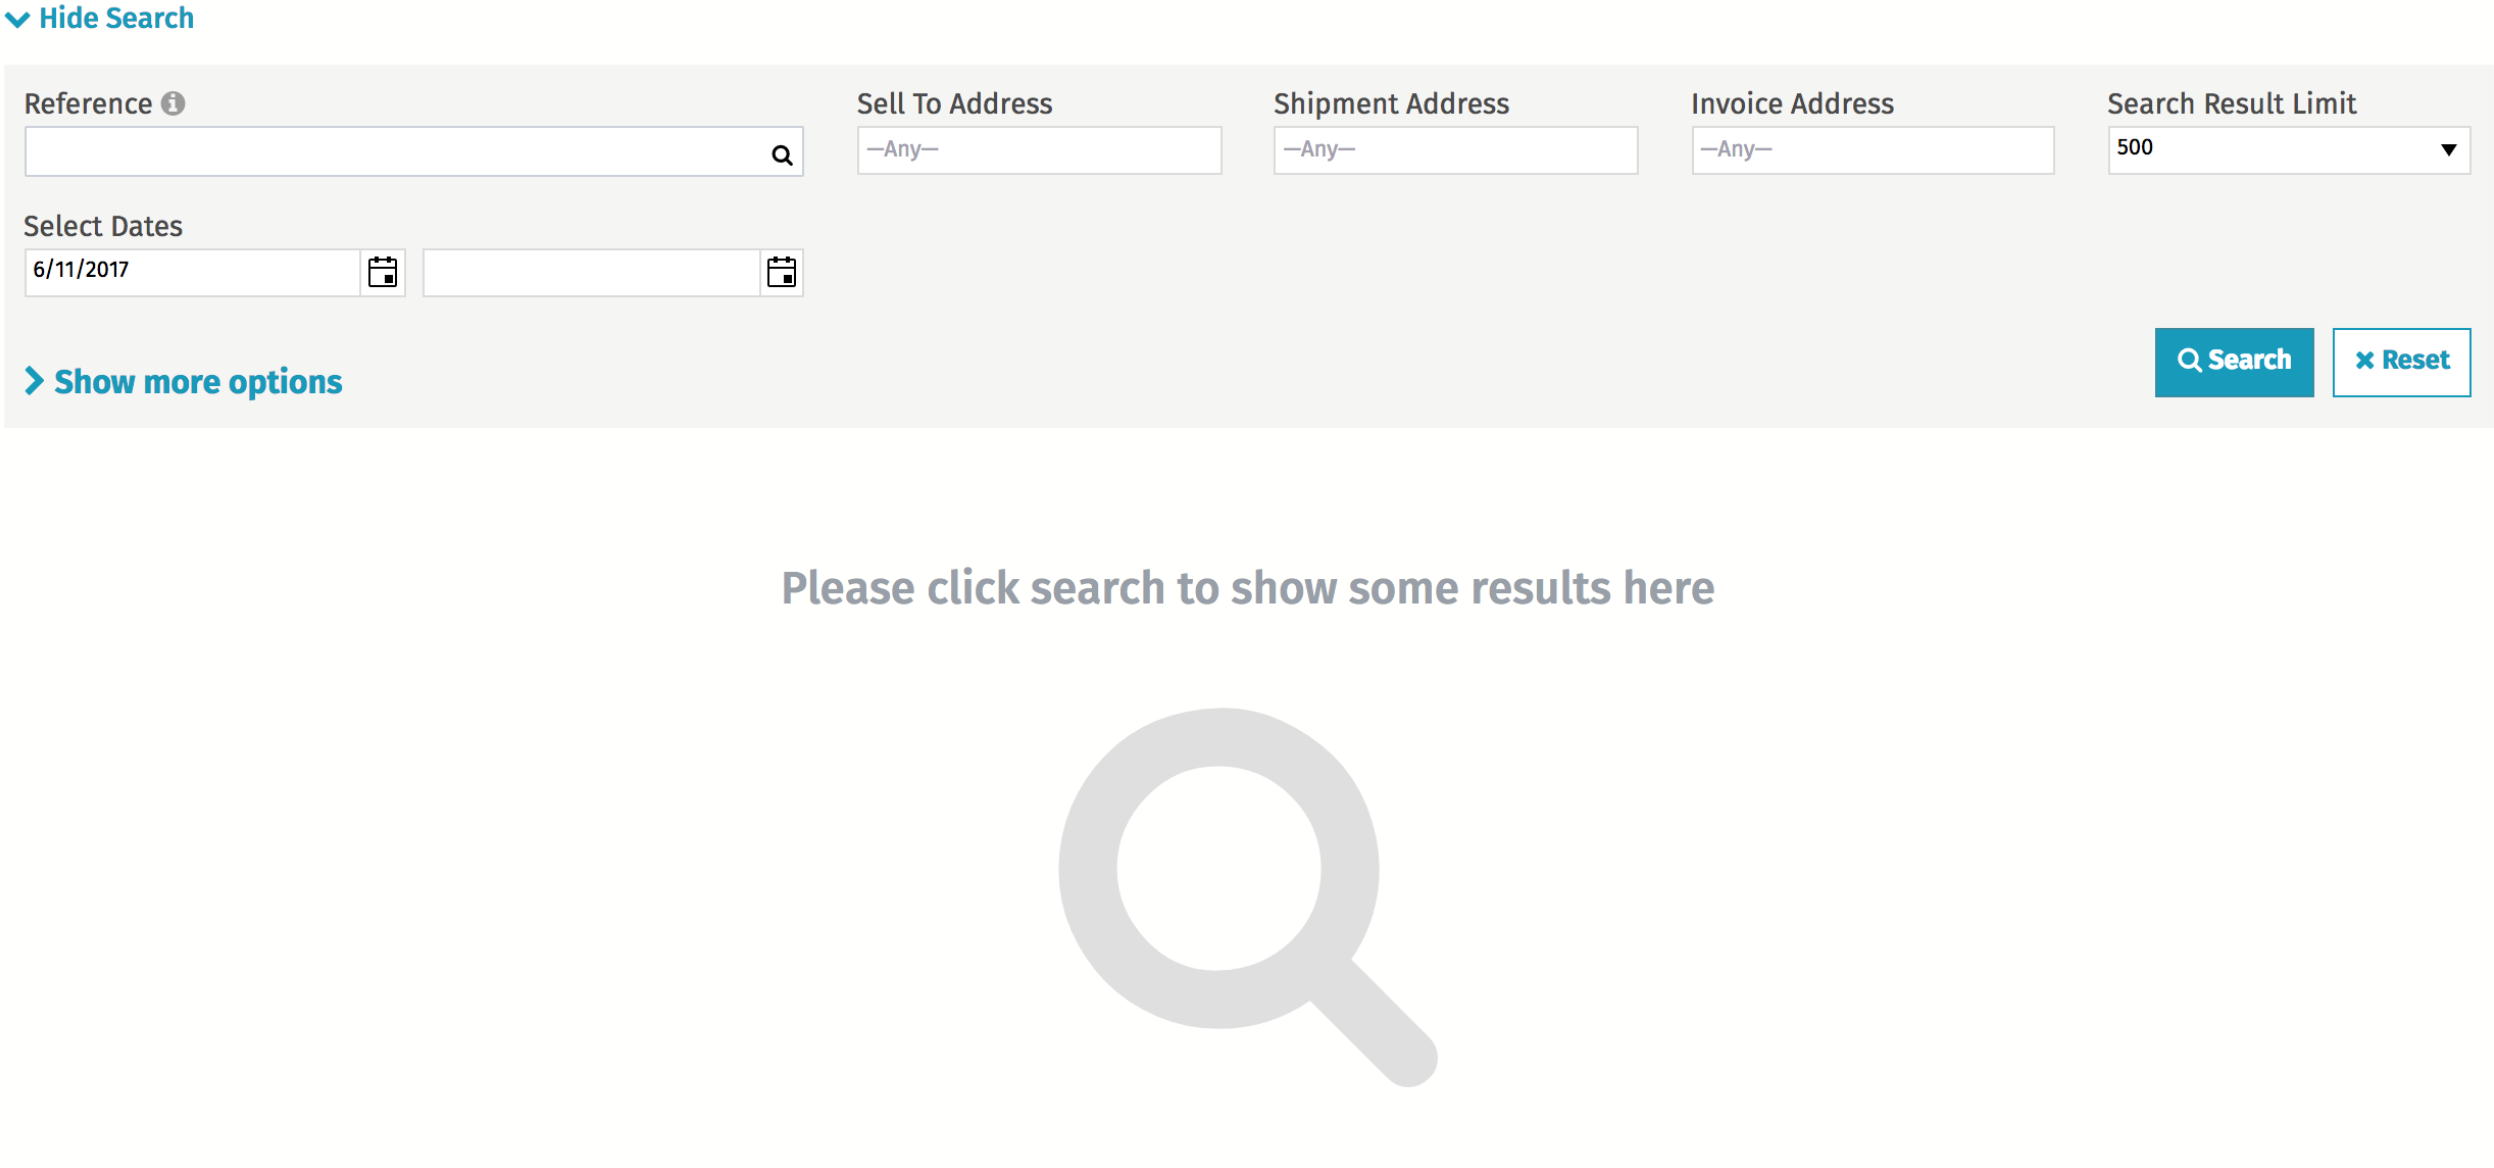 Hide Search
Reference
Sell To Address
Shipment Address
Invoice Address
Search Result Limit
—Any—
—Any—
—Any—
500
Select Dates
6/11/2017
Show more options
Search
Reset
Please click search to show some results here